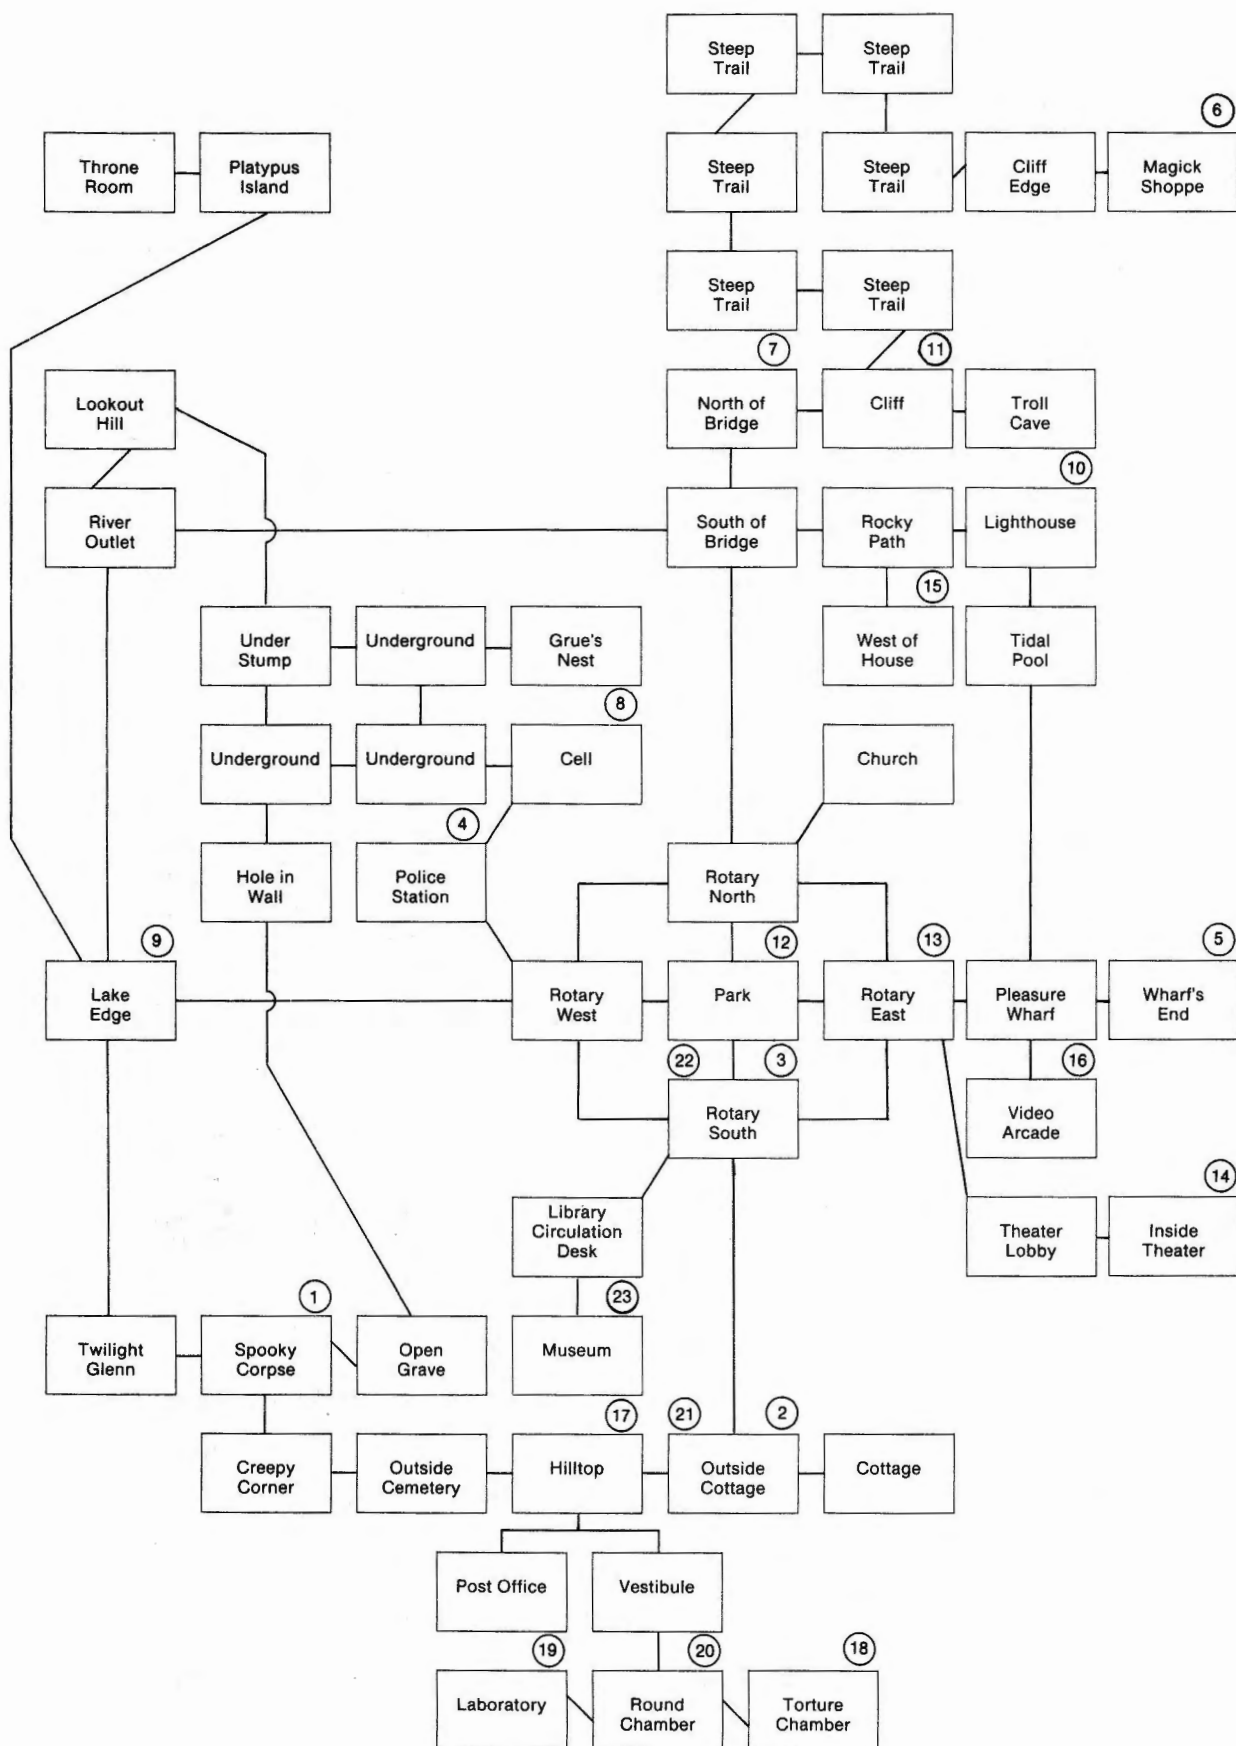 Steep
Trail
Steep
Trail
6
Throne
Room
Platypus
Island
Steep
Trail
Steep
Trail
Cliff
Edge
Magick
Shoppe
Steep
Trail
Steep
Trail
7
11
Lookout
Hill
North of
Bridge
Cliff
Troll
Cave
10
River
Outlet
South of
Bridge
Rocky
Path
Lighthouse
15
Under
Stump
Underground
Grue's
Nest
West of
House
Tidal
Pool
8
Underground
Underground
Cell
Church
4
Hole in
Wall
Police
Station
Rotary
North
9
12
13
5
Lake
Edge
Rotary
West
Park
Rotary
East
Pleasure
Wharf
Wharf's
End
22
3
16
Rotary
South
Video
Arcade
14
Library
Circulation
Desk
Theater
Lobby
Inside
Theater
1
23
Twilight
Glenn
Spooky
Corpse
Open
Grave
Museum
17
21
2
Creepy
Corner
Outside
Cemetery
Hilltop
Outside
Cottage
Cottage
Post Office
Vestibule
19
20
18
Laboratory
Round
Chamber
Torture
Chamber